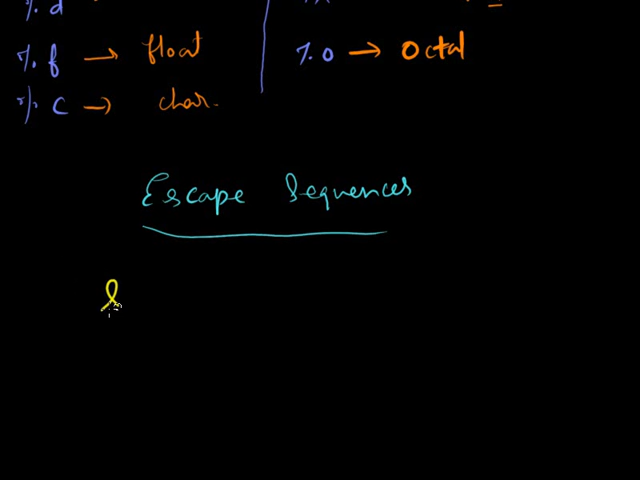 %d
%f → float
%c → char.
%o → Octal
Escape Sequences